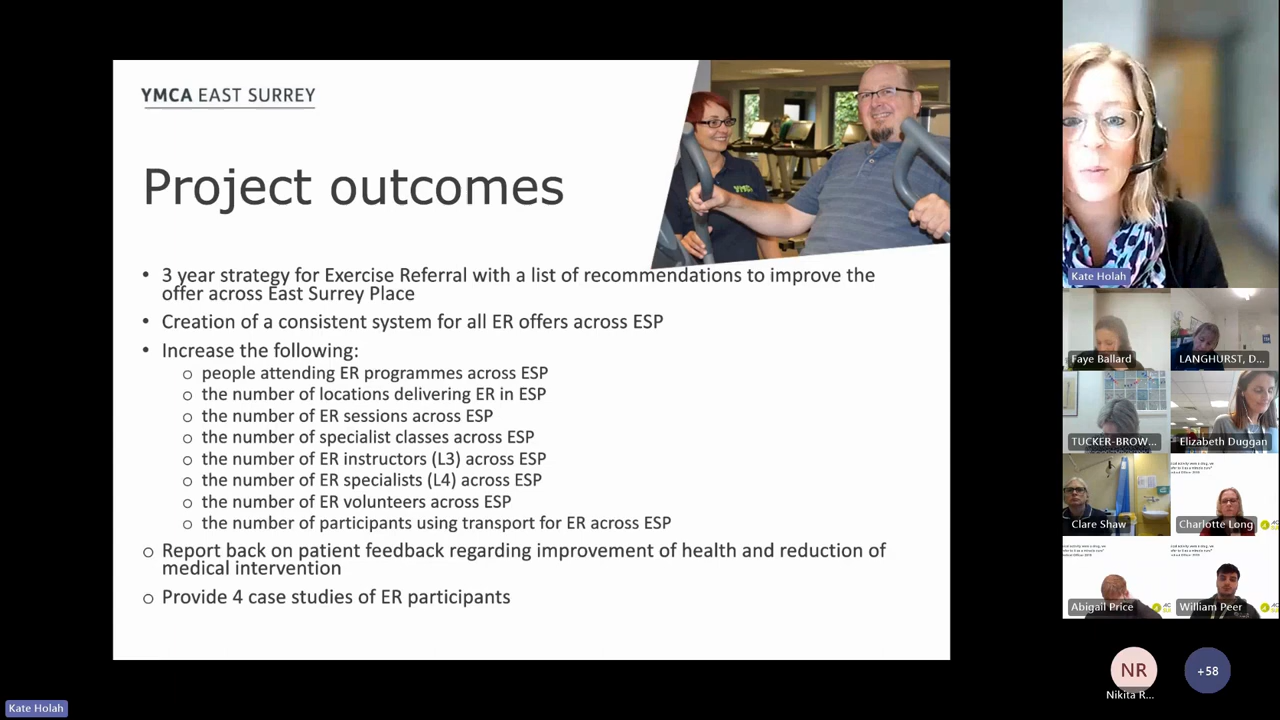 YMCA EAST SURREY
Project outcomes
• 3 year strategy for Exercise Referral with a list of recommendations to improve the
offer across East Surrey Place
• Creation of a consistent system for all ER offers across ESP
• Increase the following:
o people attending ER programmes across ESP
o the number of locations delivering ER in ESP
o the number of ER sessions across ESP
o the number of specialist classes across ESP
o the number of ER instructors (L3) across ESP
o the number of ER specialists (L4) across ESP
o the number of ER volunteers across ESP
o the number of participants using transport for ER across ESP
o Report back on patient feedback regarding improvement of health and reduction of
medical intervention
o Provide 4 case studies of ER participants
YMCA
Kate Holah
Faye Ballard
LANGHURST, D...
TUCKER-BROW...
Elizabeth Duggan
Clare Shaw
Charlotte Long
Abigail Price
William Peer
NR
Nikita R...
+58
Kate Holah